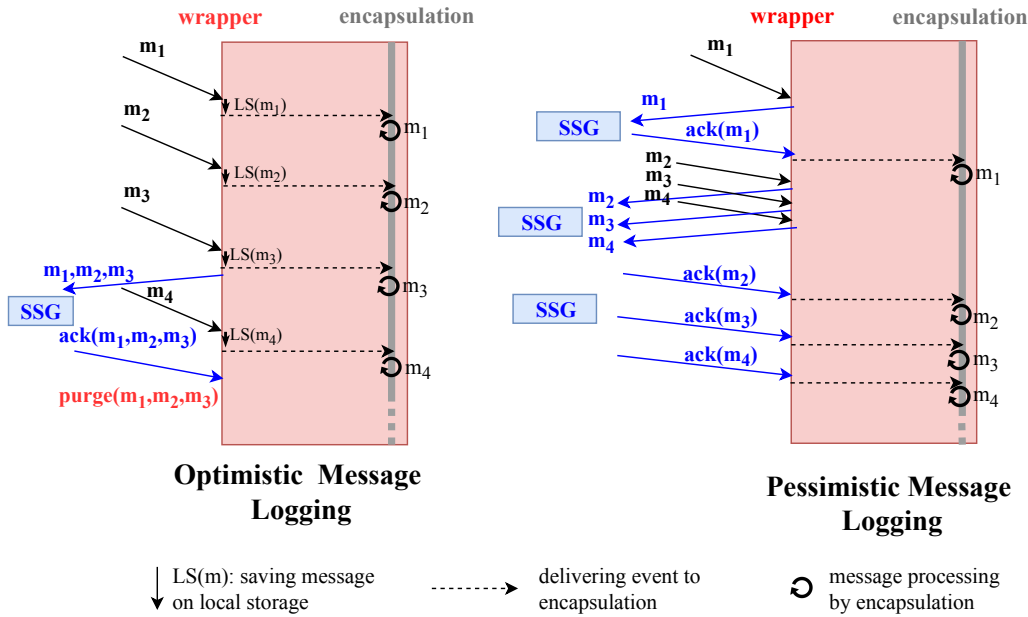 wrapper
encapsulation
m1
LS(m1)
m1
m2
LS(m2)
m2
m3
LS(m3)
m3
m1,m2,m3
SSG
m4
LS(m4)
ack(m1,m2,m3)
m4
purge(m1,m2,m3)
Optimistic Message
Logging
wrapper
encapsulation
m1
m1
SSG
ack(m1)
m1
m2
m3
m4
m2
SSG
m3
m4
ack(m2)
SSG
m2
ack(m3)
m3
ack(m4)
m4
Pessimistic Message
Logging
LS(m): saving message
on local storage
delivering event to
encapsulation
message processing
by encapsulation